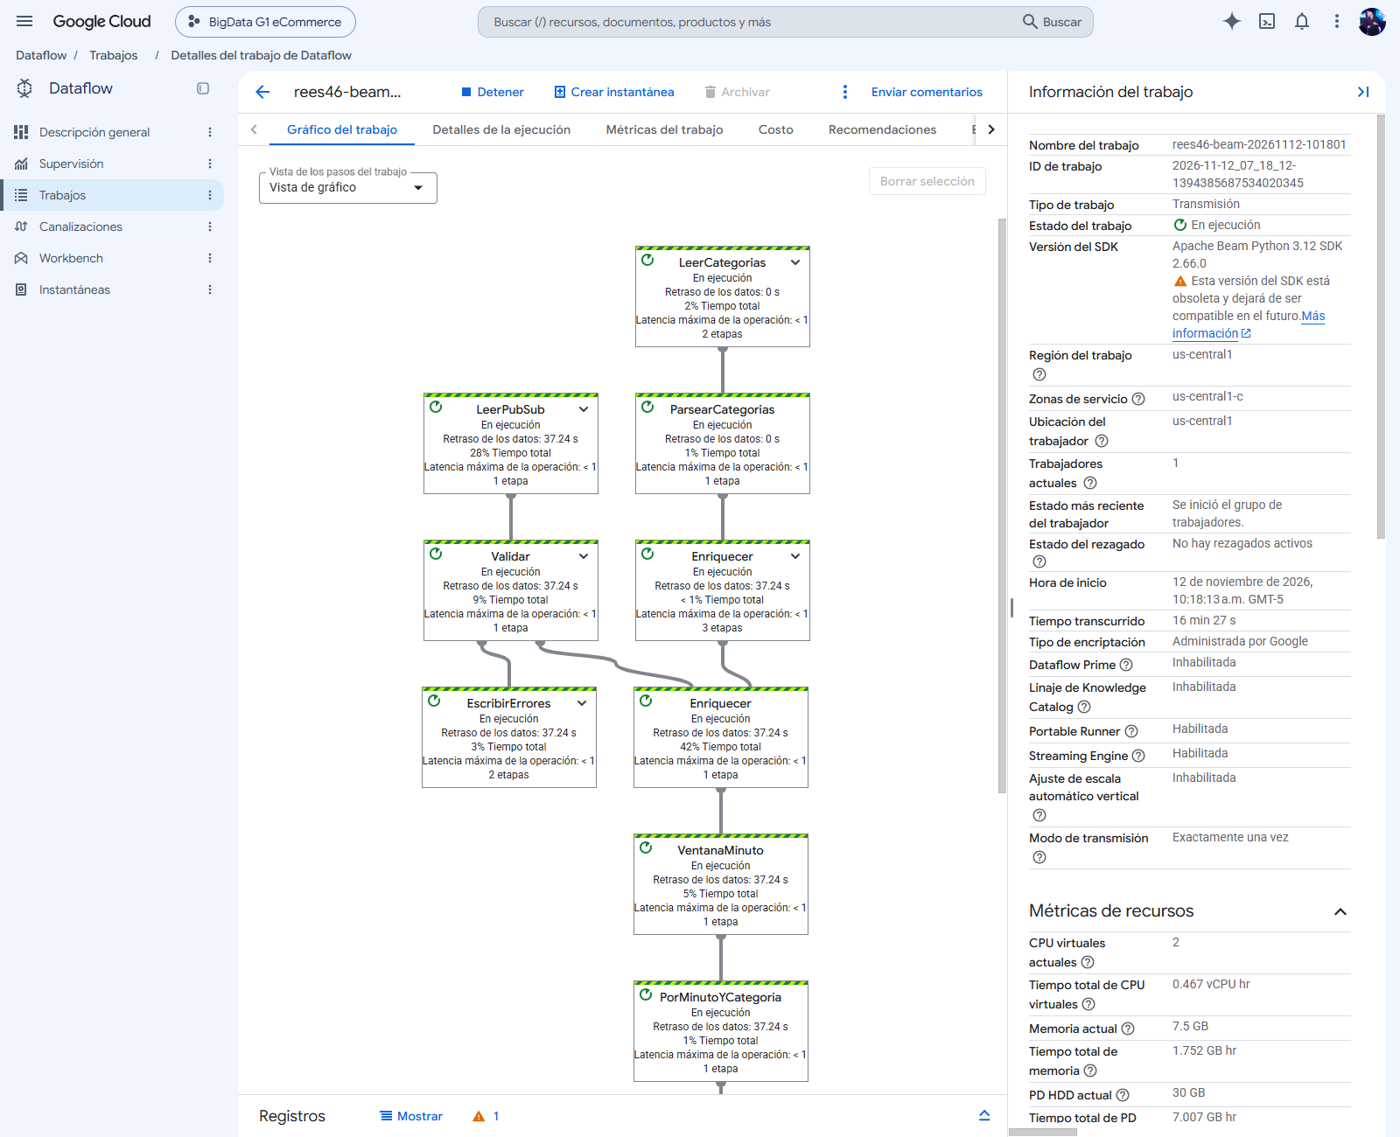 Google Cloud
BigData G1 eCommerce
Buscar (/) recursos, documentos, productos y más
Buscar
Dataflow / Trabajos / Detalles del trabajo de Dataflow
Dataflow
Descripción general
Supervisión
Trabajos
Canalizaciones
Workbench
Instantáneas
rees46-beam...
Detener
Crear instantánea
Archivar
Enviar comentarios
Gráfico del trabajo
Detalles de la ejecución
Métricas del trabajo
Costo
Recomendaciones
Vista de los pasos del trabajo
Vista de gráfico
Borrar selección
LeerCategorias
En ejecución
Retraso de los datos: 0 s
2% Tiempo total
Latencia máxima de la operación: < 1
2 etapas
LeerPubSub
En ejecución
Retraso de los datos: 37.24 s
28% Tiempo total
Latencia máxima de la operación: < 1
1 etapa
ParsearCategorias
En ejecución
Retraso de los datos: 0 s
1% Tiempo total
Latencia máxima de la operación: < 1
1 etapa
Validar
En ejecución
Retraso de los datos: 37.24 s
9% Tiempo total
Latencia máxima de la operación: < 1
1 etapa
Enriquecer
En ejecución
Retraso de los datos: 37.24 s
< 1% Tiempo total
Latencia máxima de la operación: < 1
3 etapas
EscribirErrores
En ejecución
Retraso de los datos: 37.24 s
3% Tiempo total
Latencia máxima de la operación: < 1
2 etapas
Enriquecer
En ejecución
Retraso de los datos: 37.24 s
42% Tiempo total
Latencia máxima de la operación: < 1
1 etapa
VentanaMinuto
En ejecución
Retraso de los datos: 37.24 s
5% Tiempo total
Latencia máxima de la operación: < 1
1 etapa
PorMinutoYCategoria
En ejecución
Retraso de los datos: 37.24 s
1% Tiempo total
Latencia máxima de la operación: < 1
1 etapa
Registros
Mostrar
1
Información del trabajo
Nombre del trabajo rees46-beam-20261112-101801
ID de trabajo 2026-11-12_07_18_12-
1394385687534020345
Tipo de trabajo Transmisión
Estado del trabajo En ejecución
Versión del SDK Apache Beam Python 3.12 SDK
2.66.0
Esta versión del SDK está
obsoleta y dejará de ser
compatible en el futuro.Más
información
Región del trabajo us-central1
Zonas de servicio us-central1-c
Ubicación del us-central1
trabajador
Trabajadores 1
actuales
Estado más reciente Se inició el grupo de
del trabajador trabajadores.
Estado del rezagado No hay rezagados activos
Hora de inicio 12 de noviembre de 2026,
10:18:13 a.m. GMT-5
Tiempo transcurrido 16 min 27 s
Tipo de encriptación Administrada por Google
Dataflow Prime Inhabilitada
Linaje de Knowledge Inhabilitada
Catalog
Portable Runner Habilitada
Streaming Engine Habilitada
Ajuste de escala Inhabilitada
automático vertical
Modo de transmisión Exactamente una vez
Métricas de recursos
CPU virtuales 2
actuales
Tiempo total de CPU 0.467 vCPU hr
virtuales
Memoria actual 7.5 GB
Tiempo total de 1.752 GB hr
memoria
PD HDD actual 30 GB
Tiempo total de PD 7.007 GB hr